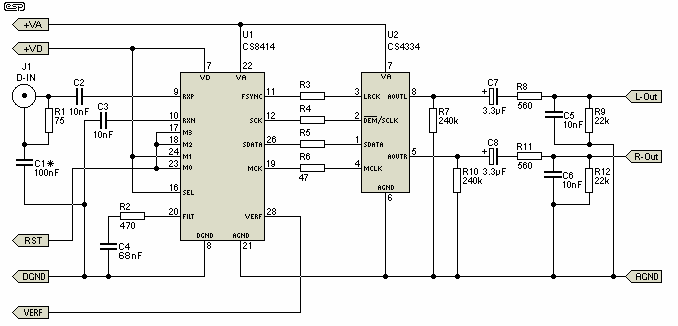 ESP
+VA
+VD
U1
CS8414
U2
CS4334
J1
D-IN
C2
10nF
R1
75
C3
10nF
C1*
100nF
R2
470
C4
68nF
RST
DGND
VERF
7
VD
22
VA
9
RXP
10
RXN
17
M3
18
M2
24
M1
23
M0
16
SEL
20
FILT
DGND
8
AGND
21
FSYNC
11
SCK
12
SDATA
26
MCK
19
VERF
28
R3
R4
R5
R6
47
7
VA
3
LRCK
2
DEM/SCLK
1
SDATA
4
MCLK
AOUTL
8
AOUTR
5
AGND
6
R7
240k
R10
240k
C7
+
3.3µF
R8
560
C5
10nF
R9
22k
L-Out
C8
+
3.3µF
R11
560
C6
10nF
R12
22k
R-Out
AGND